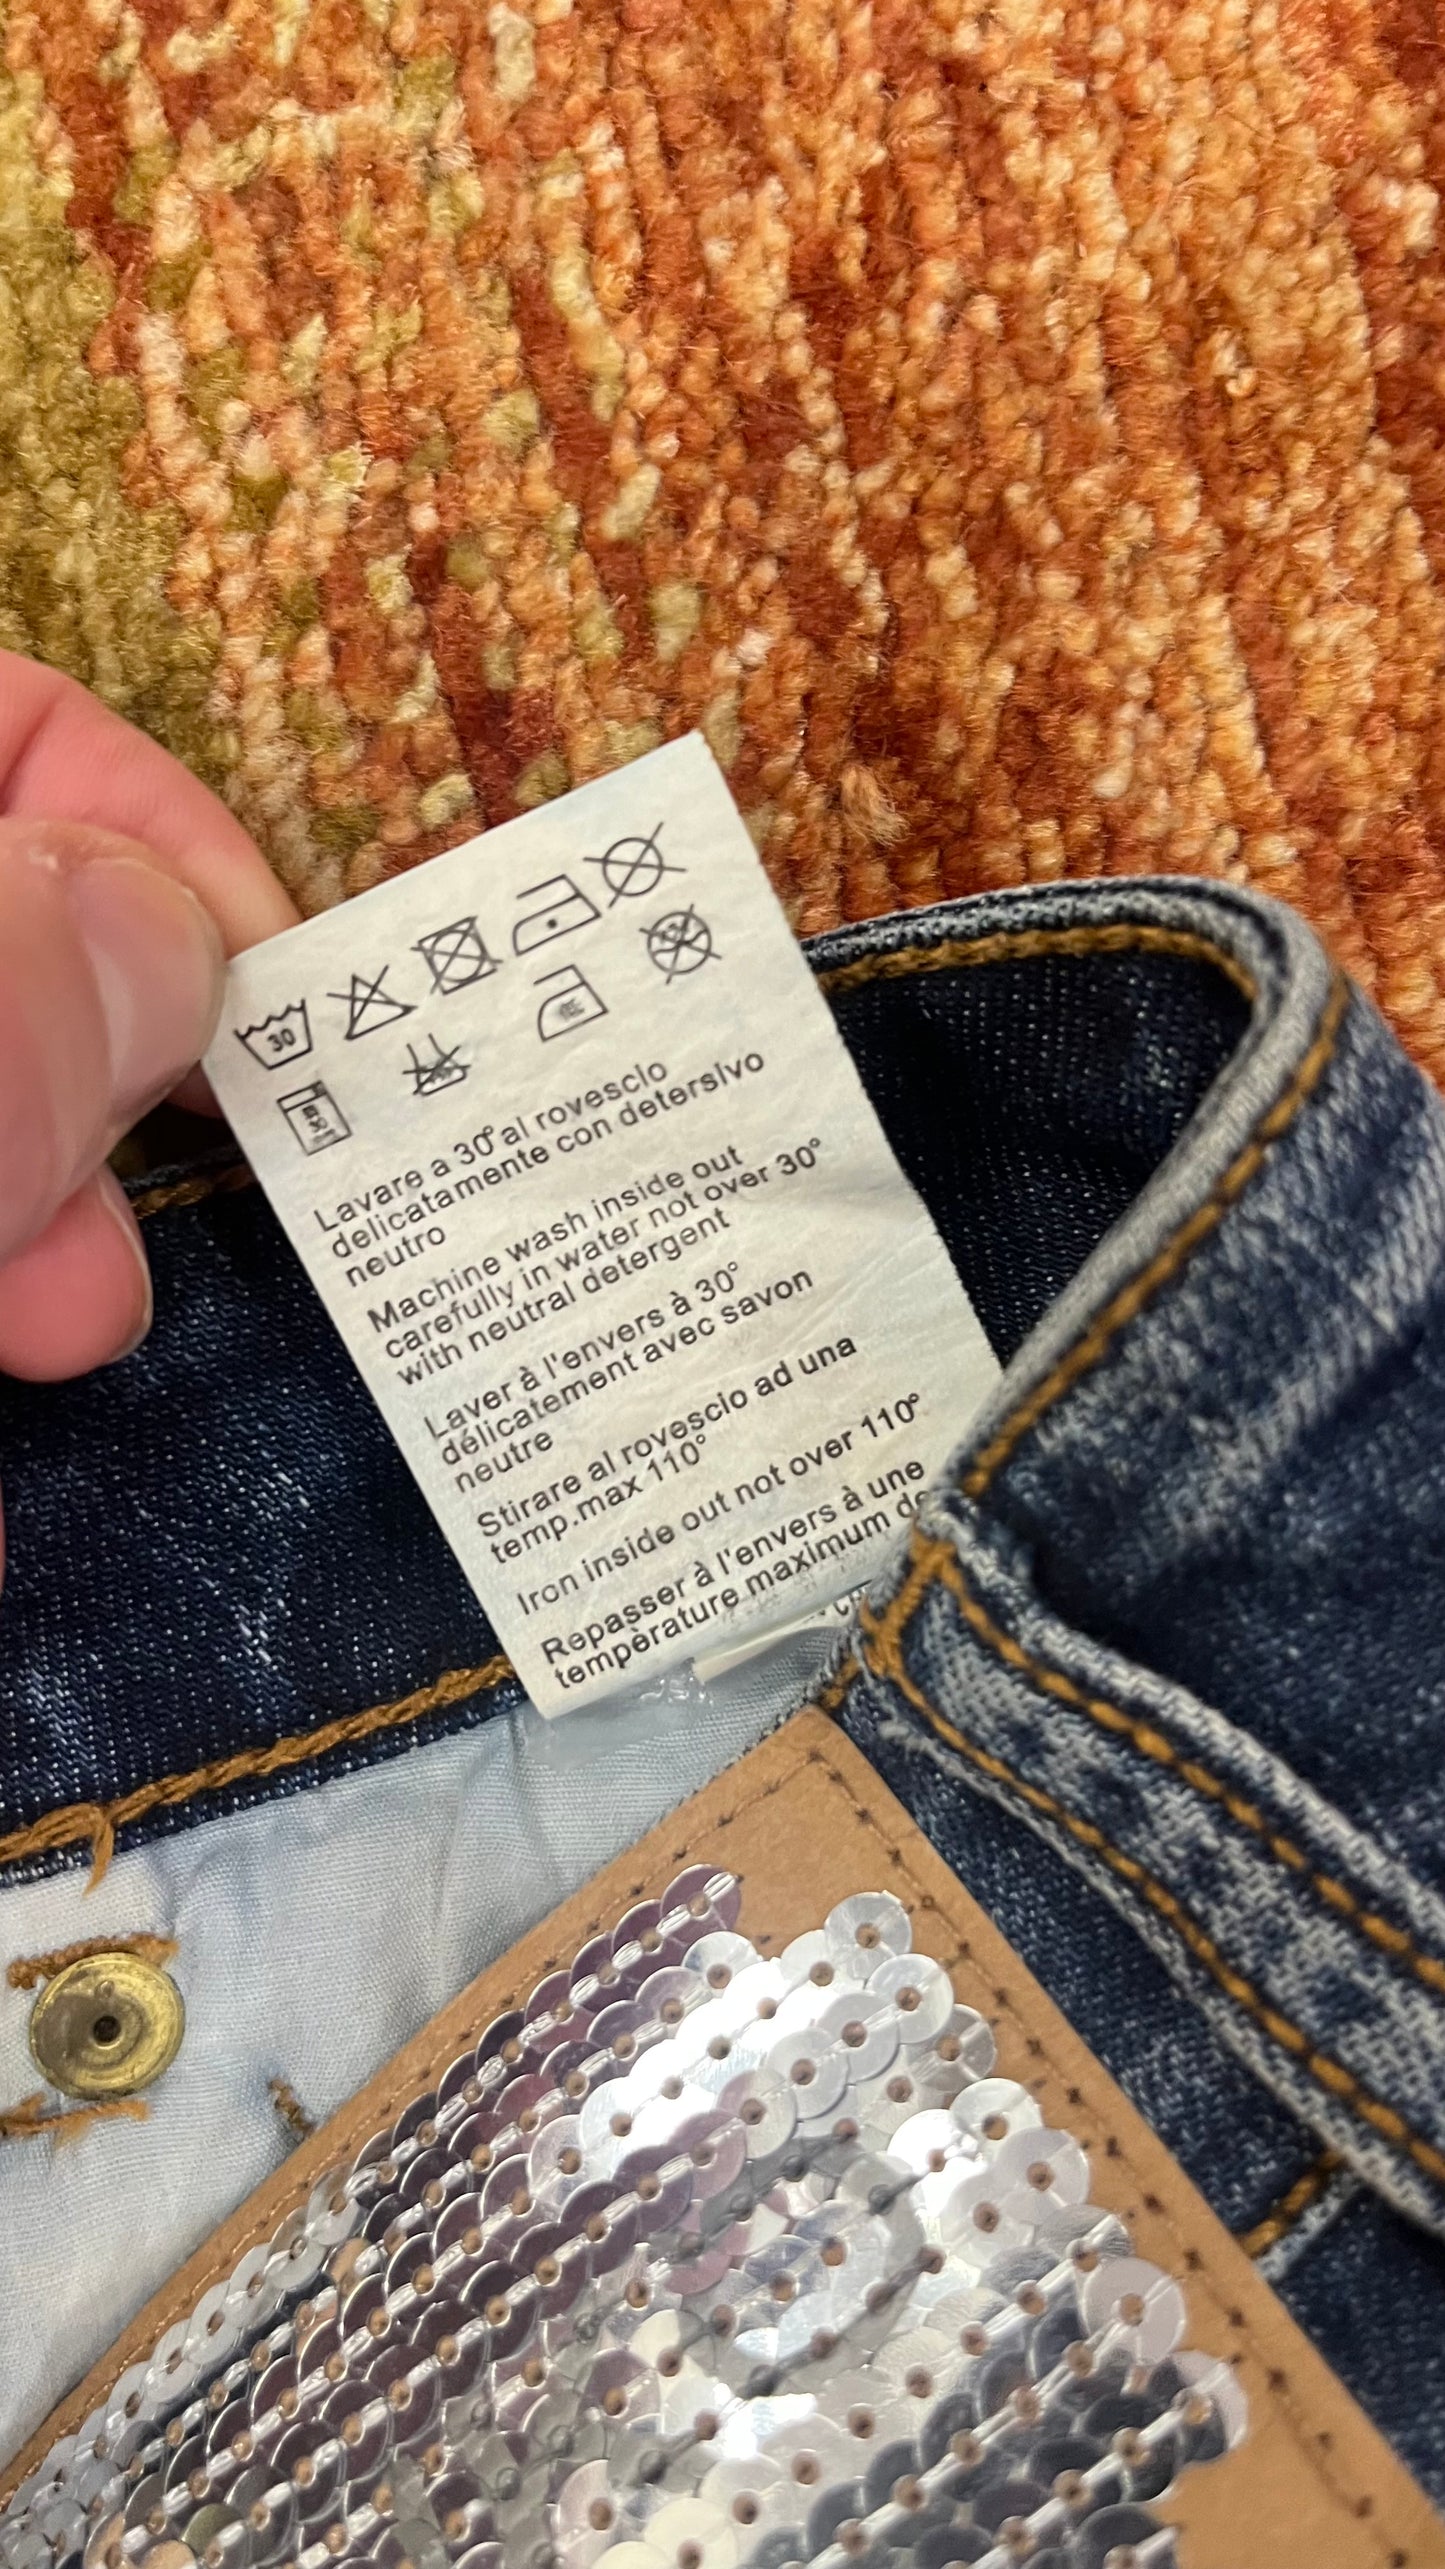 30
Lavare a 30° al rovescio
delicatamente con detersivo
neutro
Machine wash inside out
carefully in water not over 30°
with neutral detergent
Laver à l'envers à 30°
délicatement avec savon
neutre
Stirare al rovescio ad una
temp.max 110°
Iron inside out not over 110°
Repasser à l'envers à une
tempèrature maximum de